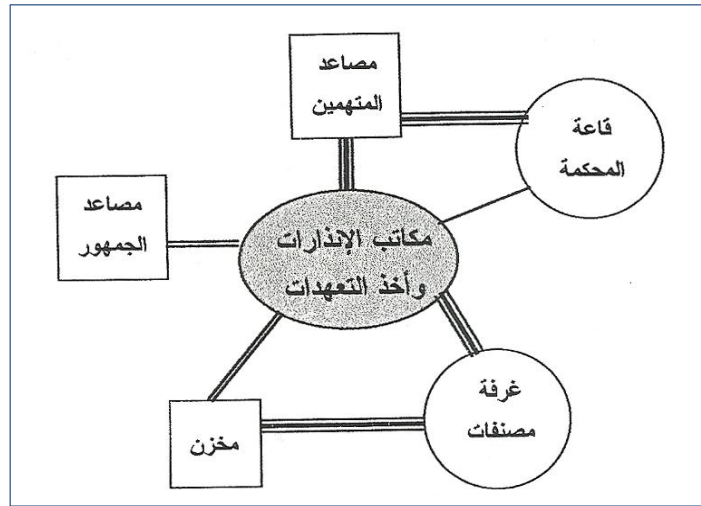 مصاعد
المتهمين
قاعة
المحكمة
مصاعد
الجمهور
مكاتب الإنذارات
وأخذ التعهدات
غرفة
مصنفات
مخزن